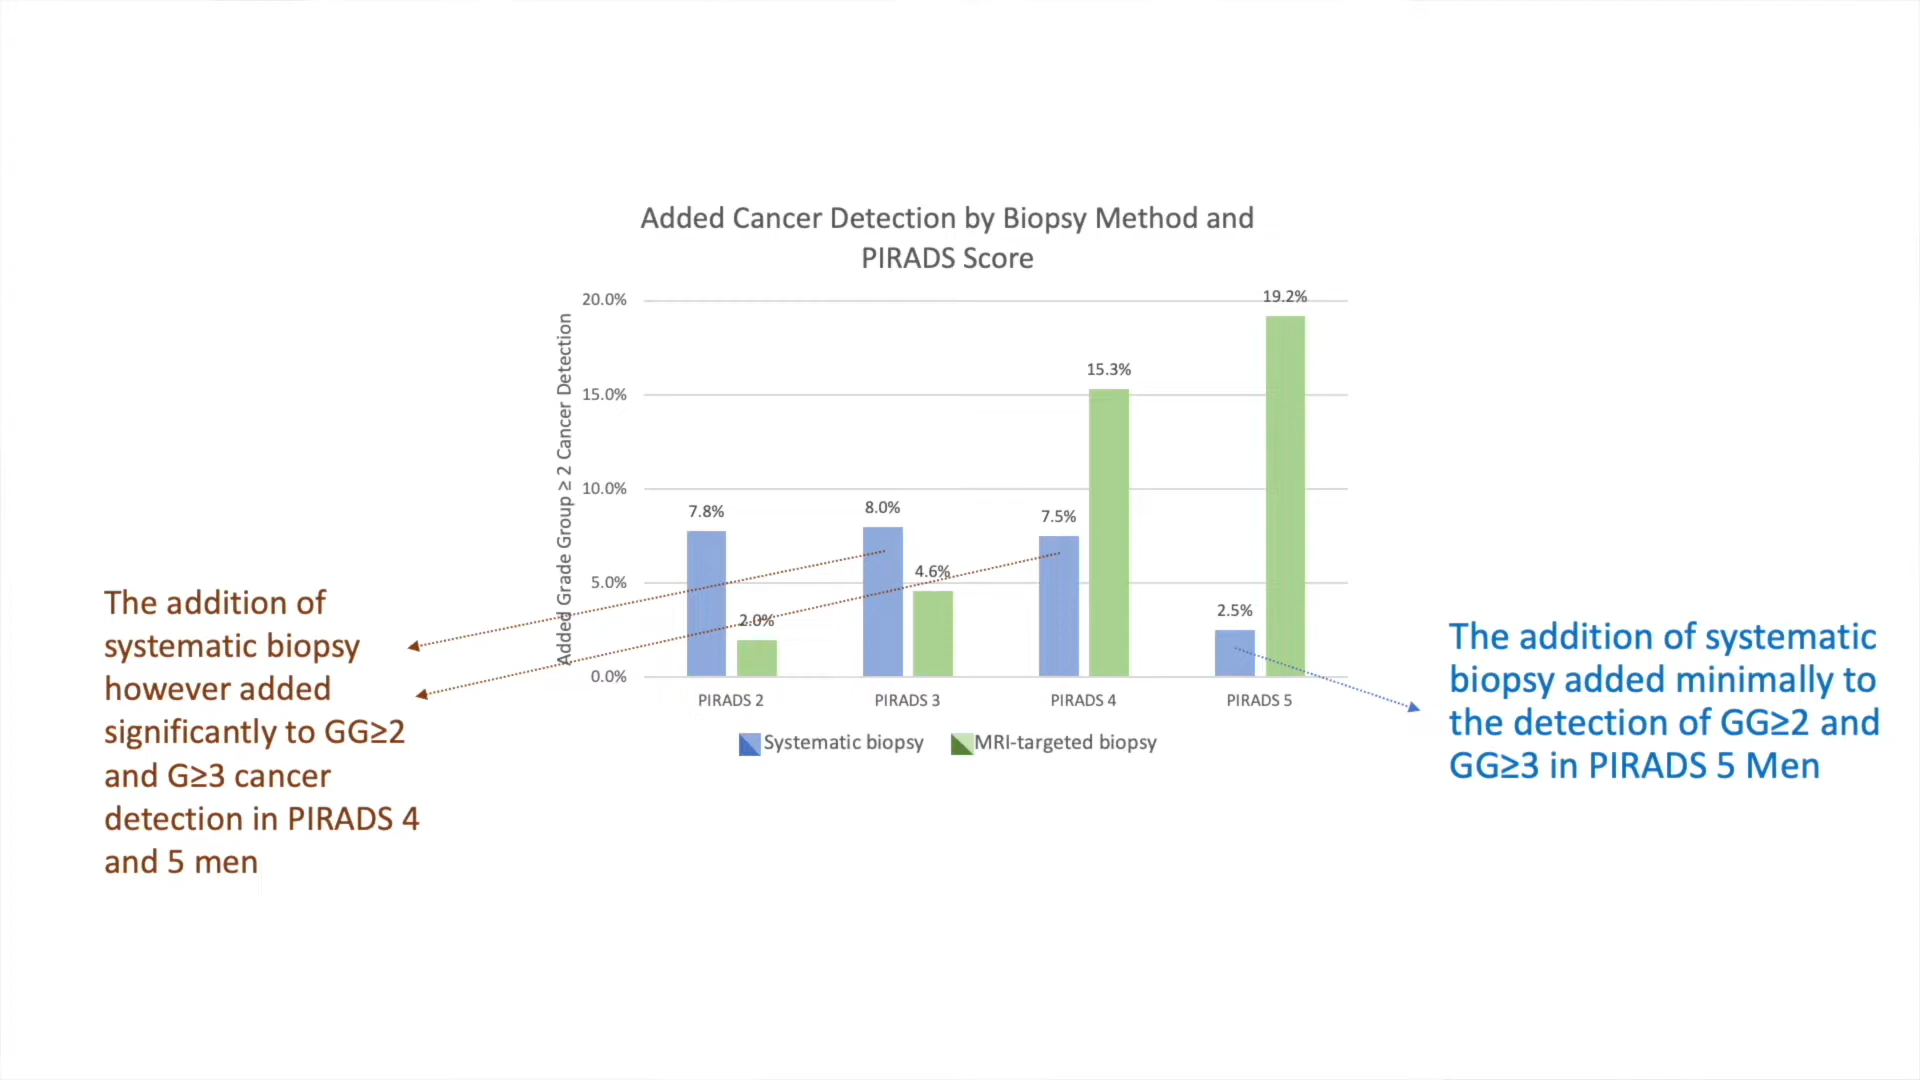 Added Cancer Detection by Biopsy Method and
PIRADS Score
Added Grade Group ≥ 2 Cancer Detection
20.0%
15.0%
10.0%
5.0%
0.0%
7.8%
2.0%
8.0%
4.6%
7.5%
15.3%
2.5%
19.2%
PIRADS 2
PIRADS 3
PIRADS 4
PIRADS 5
Systematic biopsy
MRI-targeted biopsy
The addition of
systematic biopsy
however added
significantly to GG≥2
and G≥3 cancer
detection in PIRADS 4
and 5 men
The addition of systematic
biopsy added minimally to
the detection of GG≥2 and
GG≥3 in PIRADS 5 Men